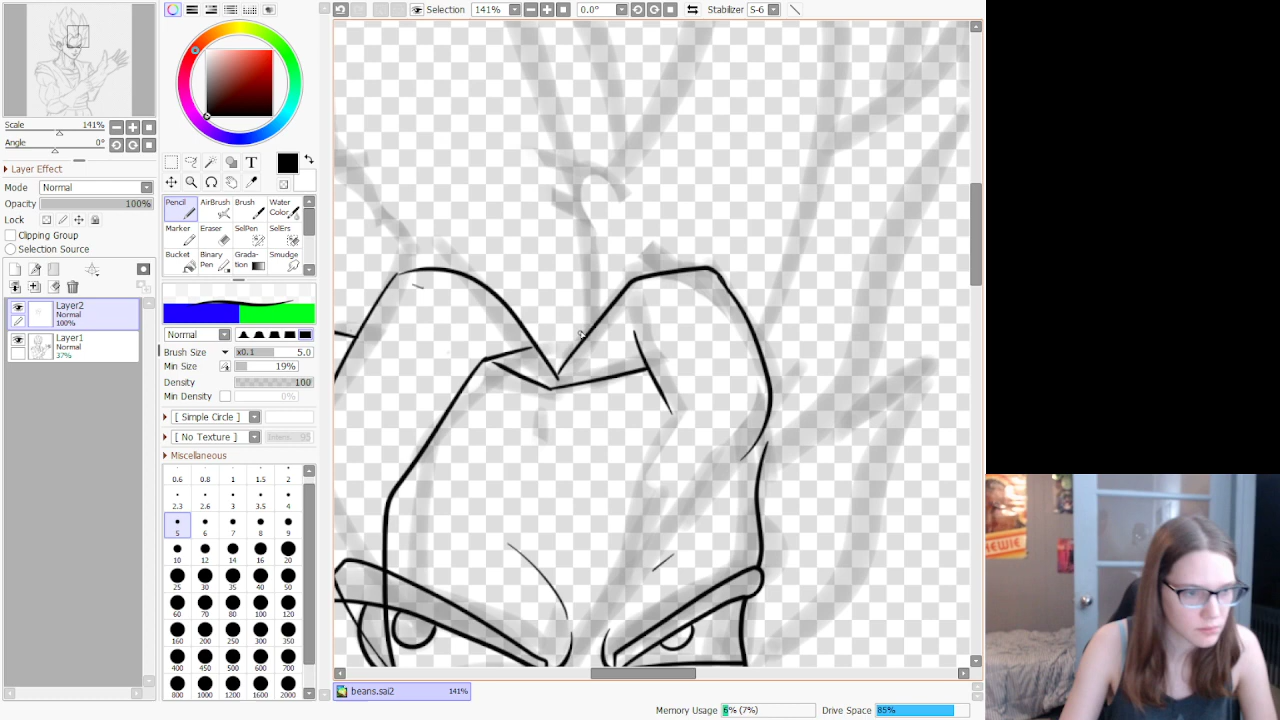 Selection 141% 0.0° Stabilizer S-6
Scale 141%
Angle 0°
Layer Effect
Mode Normal
Opacity 100%
Lock
Clipping Group
Selection Source
Layer2
Normal
100%
Layer1
Normal
37%
T
Pencil AirBrush Brush Water Color
Marker Eraser SelPen SelErs
Bucket Binary Pen Grada-tion Smudge
Normal
Brush Size x0.1 5.0
Min Size 19%
Density 100
Min Density 0%
[ Simple Circle ]
[ No Texture ] Intens. 95
Miscellaneous
0.6 0.8 1 1.5 2
2.3 2.6 3 3.5 4
5 6 7 8 9
10 12 14 16 20
25 30 35 40 50
60 70 80 100 120
160 200 250 300 350
400 450 500 600 700
800 1000 1200 1600 2000
beans.sai2 141%
Memory Usage 6% (7%) Drive Space 85%
HEWIE